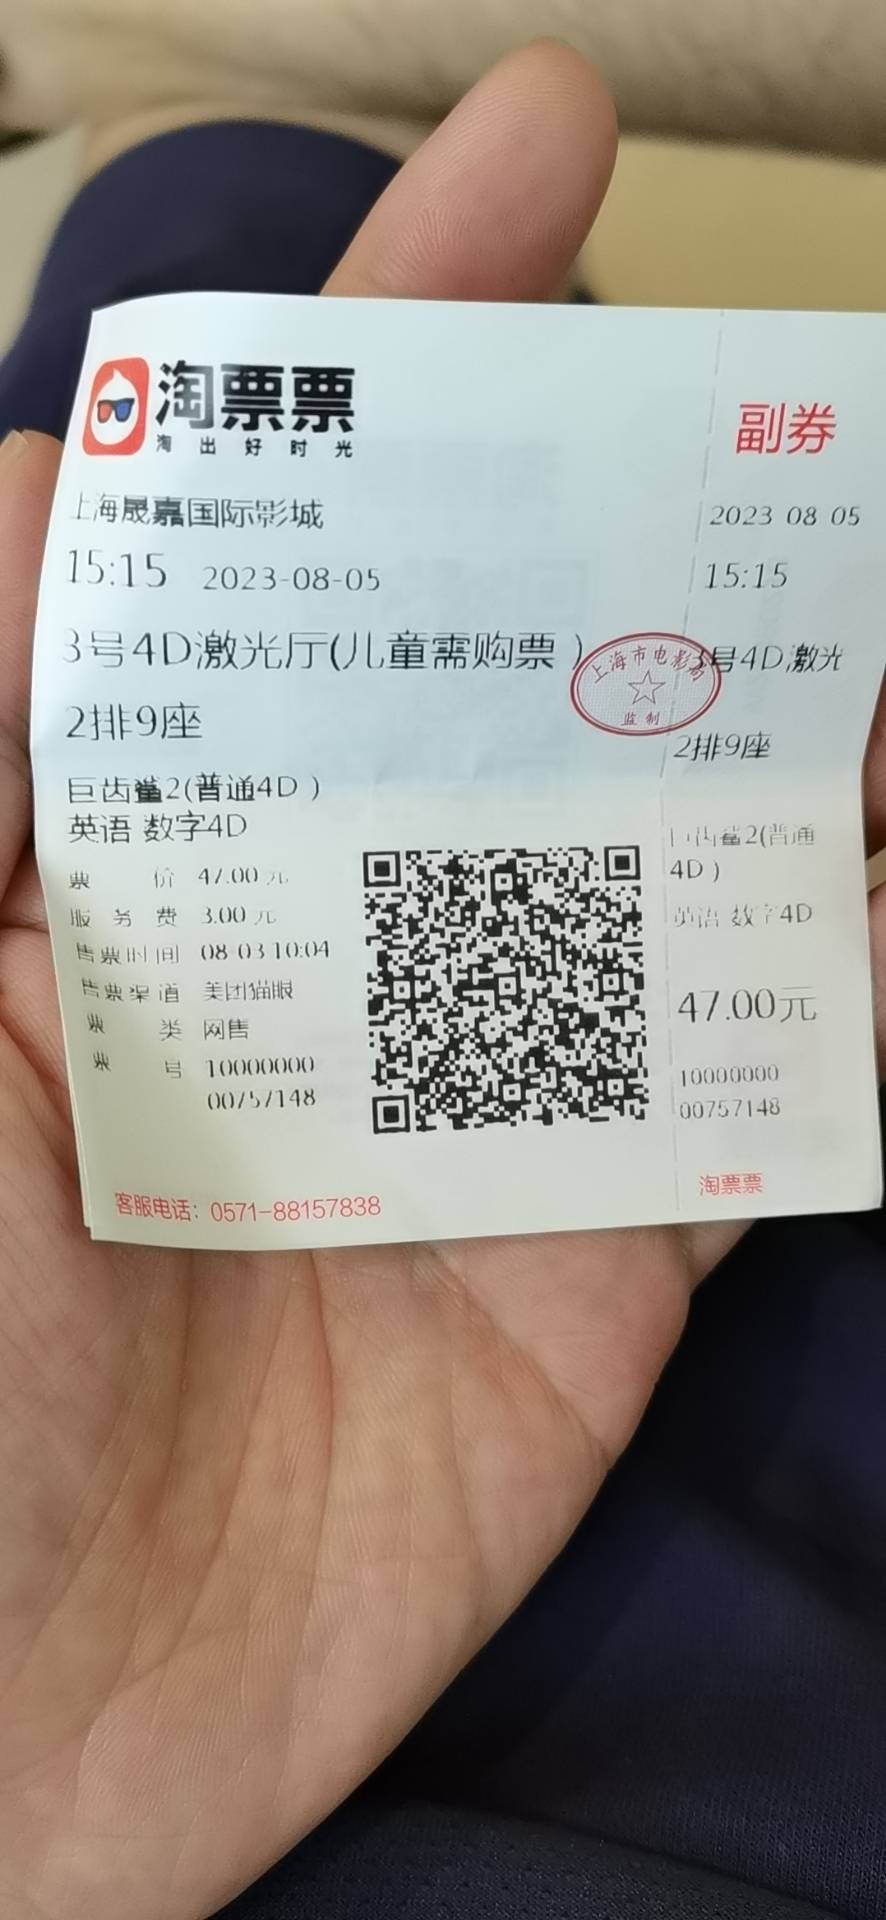 淘票票
淘出好时光
上海晟嘉国际影城
15:15 2023-08-05
3号4D激光厅(儿童需购票)
2排9座
巨齿鲨2(普通4D)
英语 数字4D
票价 47.00元
服务费 3.00元
售票时间 08-03 10:04
售票渠道 美团猫眼
票类 网售
票号 10000000
00757148
客服电话：0571-88157838
上海市电影局
监制
副券
2023 08 05
15:15
3号4D激光
2排9座
巨齿鲨2(普通
4D)
英语 数字4D
47.00元
10000000
00757148
淘票票